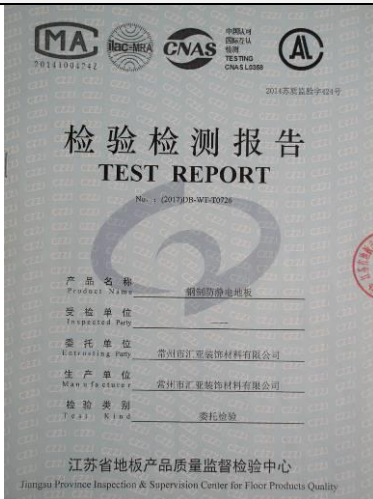 MA
20141004242
ilac-MRA
CNAS
中国认可
国际互认
检测
TESTING
CNAS L0359
AL
2014苏质监验字424号
检验检测报告
TEST REPORT
No.：(2017)DB-WT-T0726
产品名称
Product Name
钢制防静电地板
受检单位
Inspected Party
——
委托单位
Entrusting Party
常州市汇亚装饰材料有限公司
生产单位
Manufacturer
常州市汇亚装饰材料有限公司
检验类别
Test Kind
委托检验
江苏省地板产品质量监督检验中心
Jiangsu Province Inspection & Supervision Center for Floor Products Quality